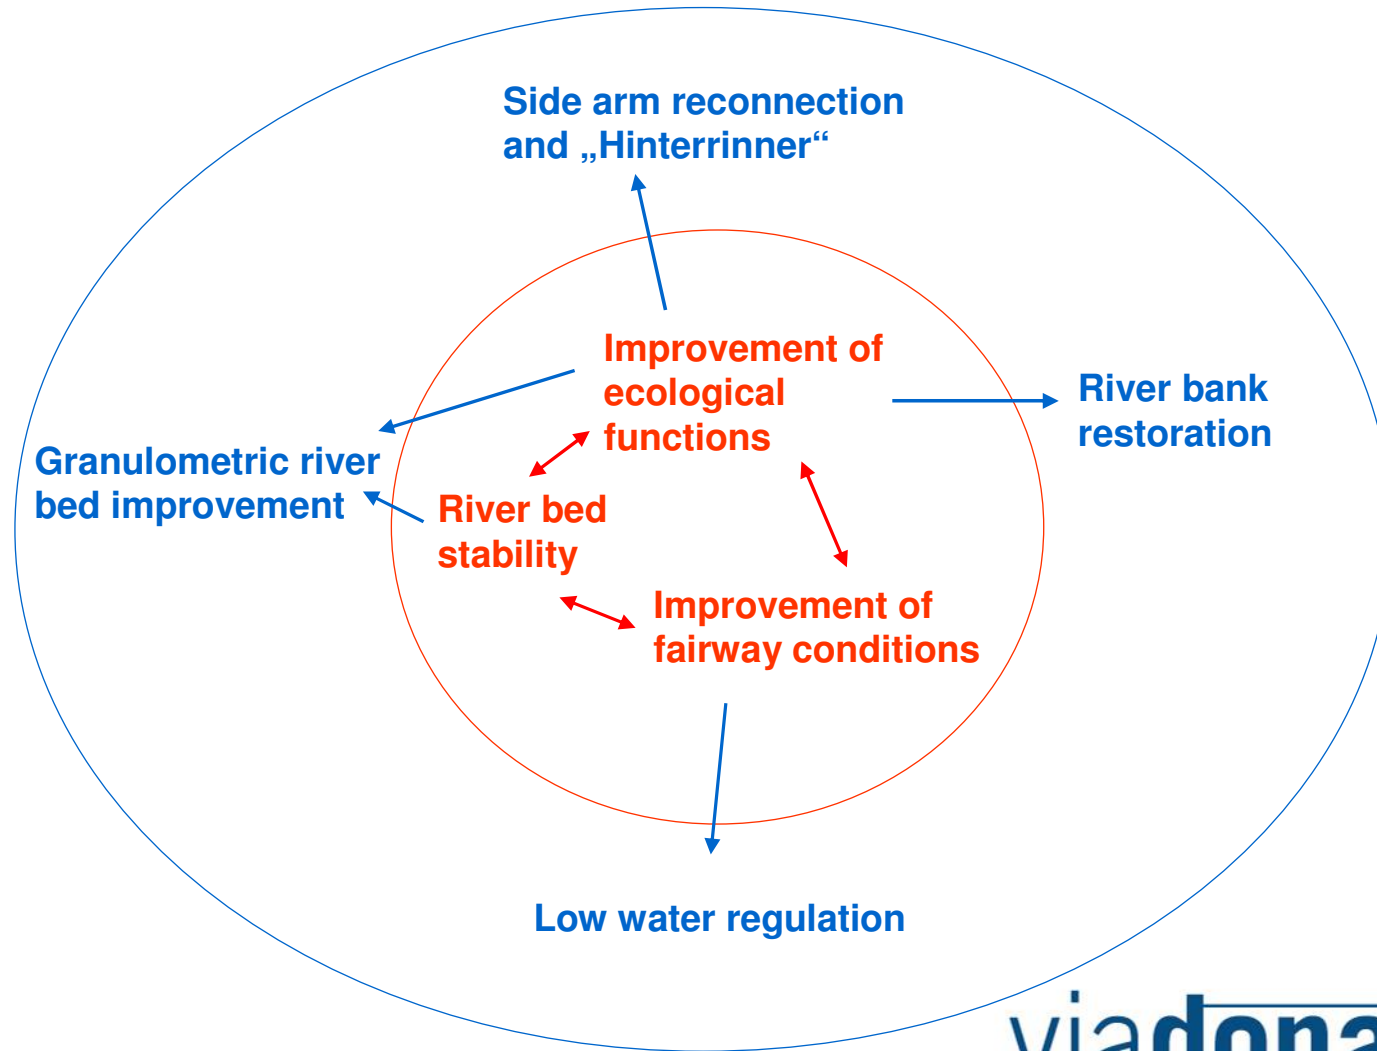 Side arm reconnection
and „Hinterrinner“
Improvement of
ecological
functions
River bank
restoration
Granulometric river
bed improvement
River bed
stability
Improvement of
fairway conditions
Low water regulation
viadona